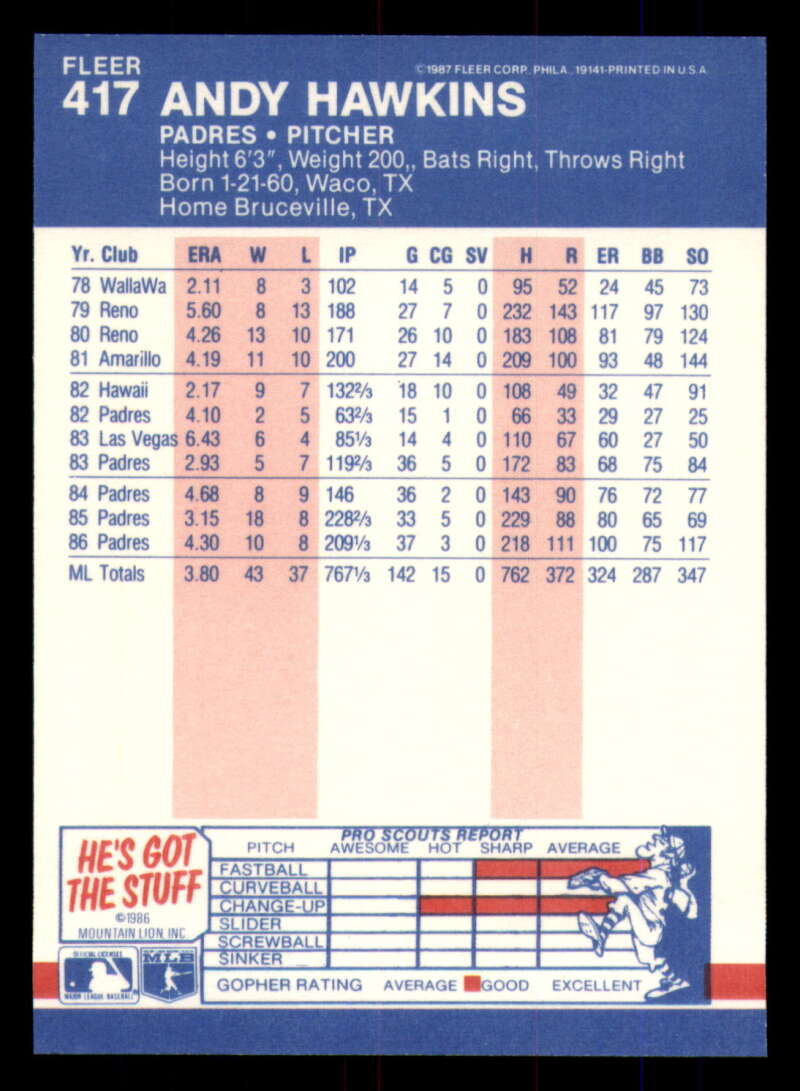 FLEER
©1987 FLEER CORP., PHILA., 19141-PRINTED IN U.S.A.
417 ANDY HAWKINS
PADRES • PITCHER
Height 6'3", Weight 200,, Bats Right, Throws Right
Born 1-21-60, Waco, TX
Home Bruceville, TX
Yr. Club ERA W L IP G CG SV H R ER BB SO
78 WallaWa 2.11 8 3 102 14 5 0 95 52 24 45 73
79 Reno 5.60 8 13 188 27 7 0 232 143 117 97 130
80 Reno 4.26 13 10 171 26 10 0 183 108 81 79 124
81 Amarillo 4.19 11 10 200 27 14 0 209 100 93 48 144
82 Hawaii 2.17 9 7 132⅔ 18 10 0 108 49 32 47 91
82 Padres 4.10 2 5 63⅔ 15 1 0 66 33 29 27 25
83 Las Vegas 6.43 6 4 85⅓ 14 4 0 110 67 60 27 50
83 Padres 2.93 5 7 119⅔ 36 5 0 172 83 68 75 84
84 Padres 4.68 8 9 146 36 2 0 143 90 76 72 77
85 Padres 3.15 18 8 228⅔ 33 5 0 229 88 80 65 69
86 Padres 4.30 10 8 209⅓ 37 3 0 218 111 100 75 117
ML Totals 3.80 43 37 767⅓ 142 15 0 762 372 324 287 347
HE'S GOT
THE STUFF
©1986
MOUNTAIN LION, INC
PRO SCOUTS REPORT
PITCH AWESOME HOT SHARP AVERAGE
FASTBALL
CURVEBALL
CHANGE-UP
SLIDER
SCREWBALL
SINKER
GOPHER RATING AVERAGE GOOD EXCELLENT
OFFICIAL LICENSEE
MAJOR LEAGUE BASEBALL
MLB